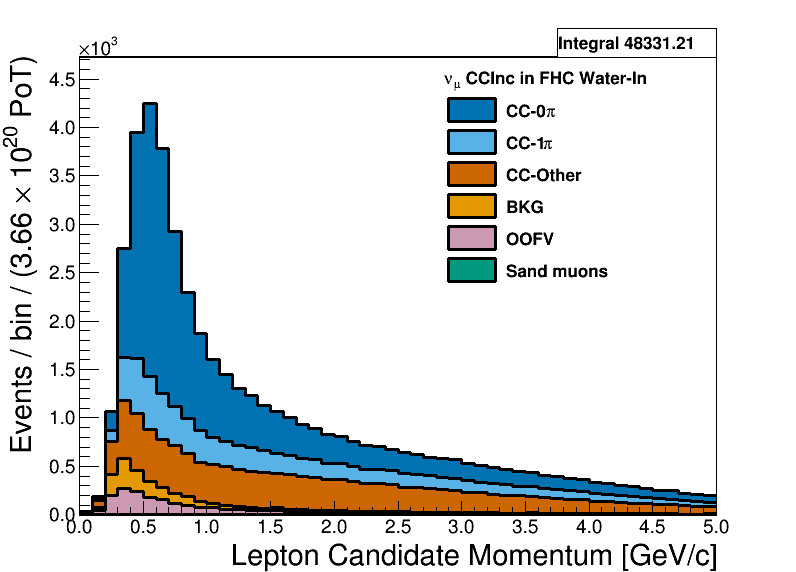 Integral 48331.21
×10³
ν_μ CCInc in FHC Water-In
CC-0π
CC-1π
CC-Other
BKG
OOFV
Sand muons
Events / bin / (3.66 × 10²⁰ PoT)
4.5
4.0
3.5
3.0
2.5
2.0
1.5
1.0
0.5
0.0
0.0 0.5 1.0 1.5 2.0 2.5 3.0 3.5 4.0 4.5 5.0
Lepton Candidate Momentum [GeV/c]